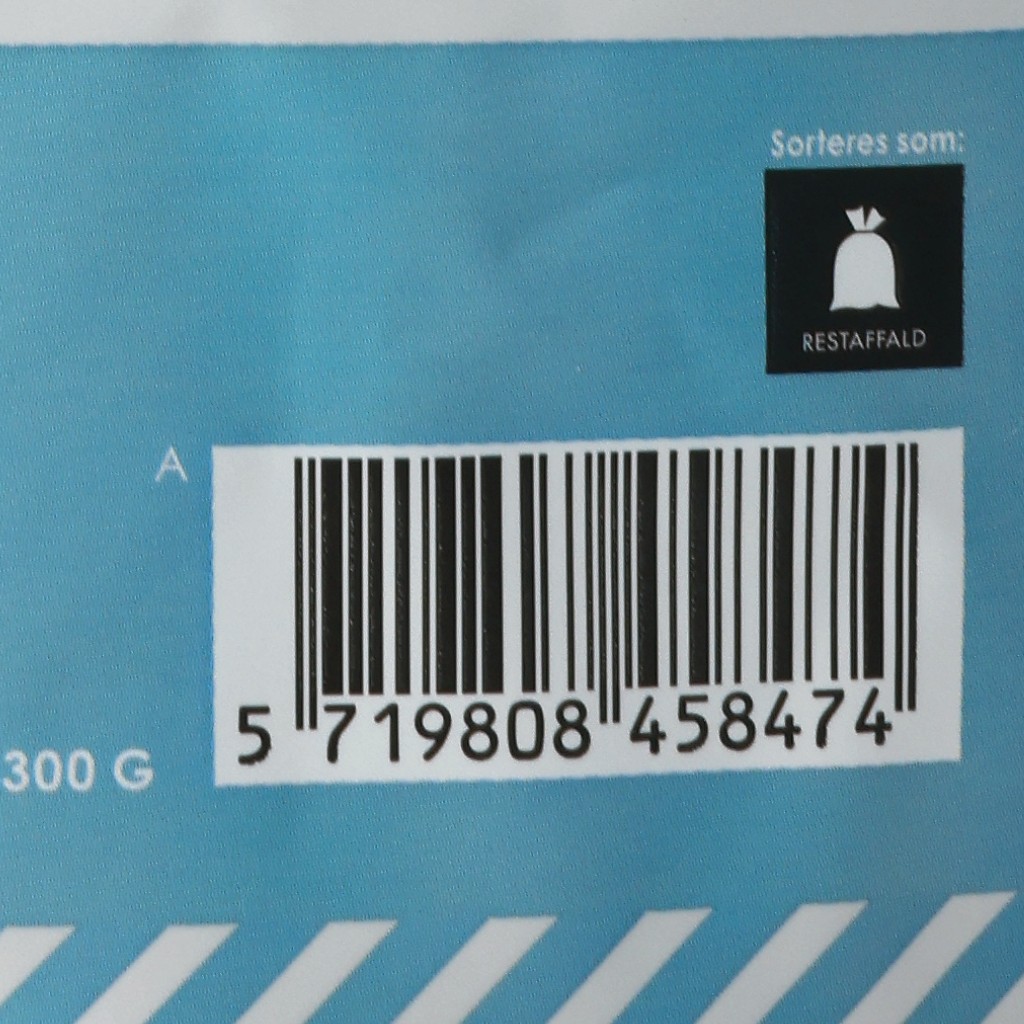 Sorteres som:
RESTAFFALD
A
5 719808 458474
300 G